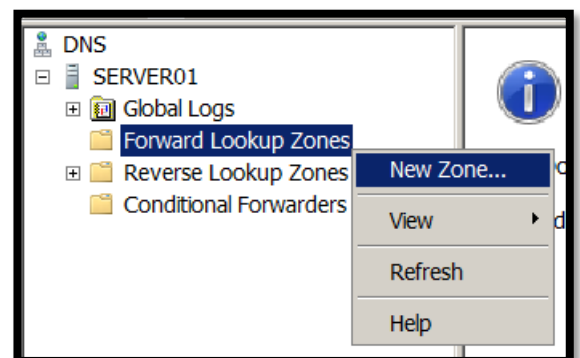 DNS
SERVER01
Global Logs
Forward Lookup Zones
Reverse Lookup Zones
Conditional Forwarders
New Zone...
View
Refresh
Help